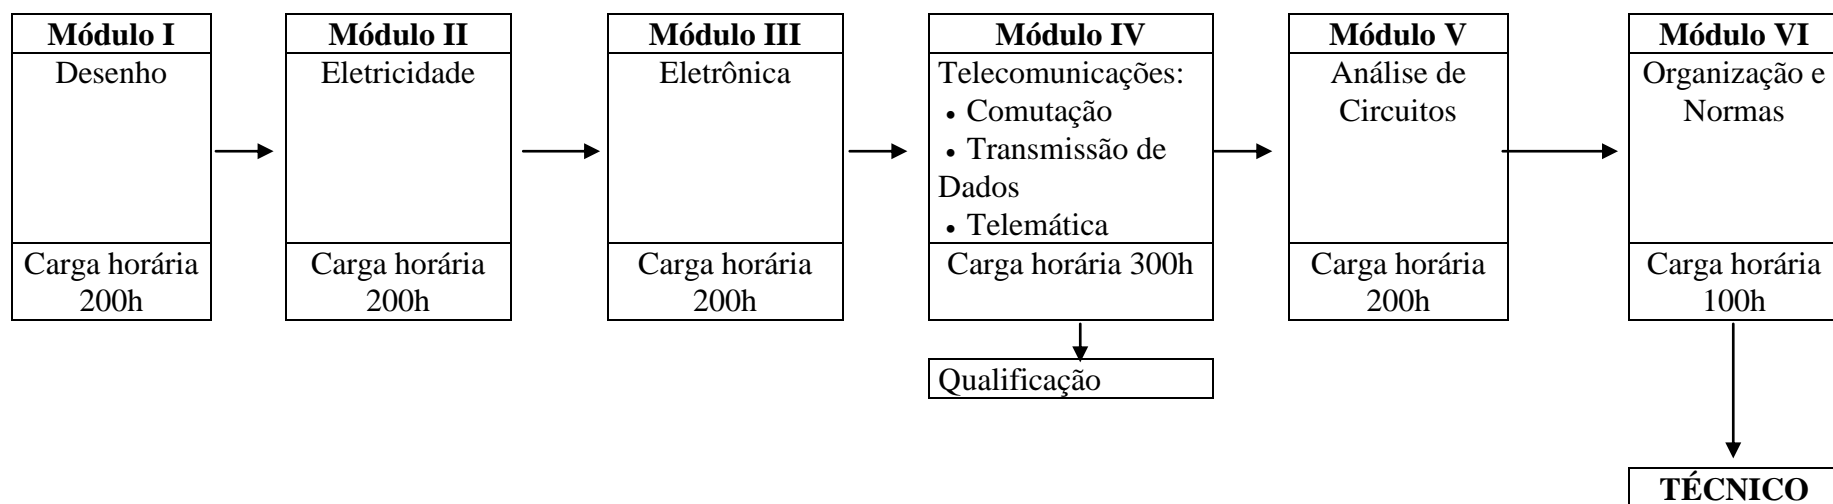 Módulo I
Desenho
Carga horária
200h
Módulo II
Eletricidade
Carga horária
200h
Módulo III
Eletrônica
Carga horária
200h
Módulo IV
Telecomunicações:
• Comutação
• Transmissão de
Dados
• Telemática
Carga horária 300h
Qualificação
Módulo V
Análise de
Circuitos
Carga horária
200h
Módulo VI
Organização e
Normas
Carga horária
100h
TÉCNICO